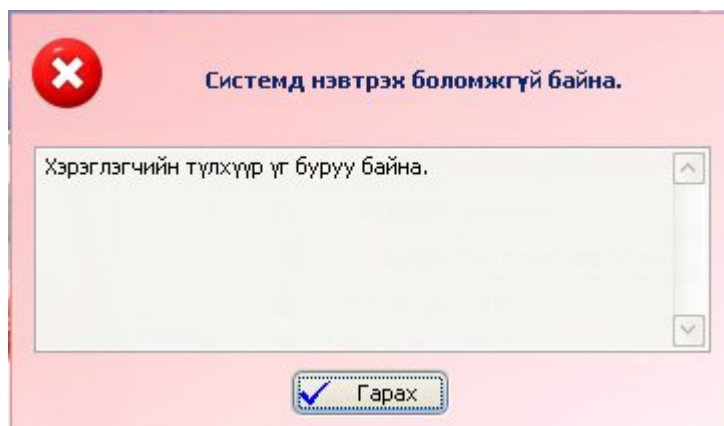 Системд нэвтрэх боломжгүй байна.
Хэрэглэгчийн түлхүүр үг буруу байна.
Гарах